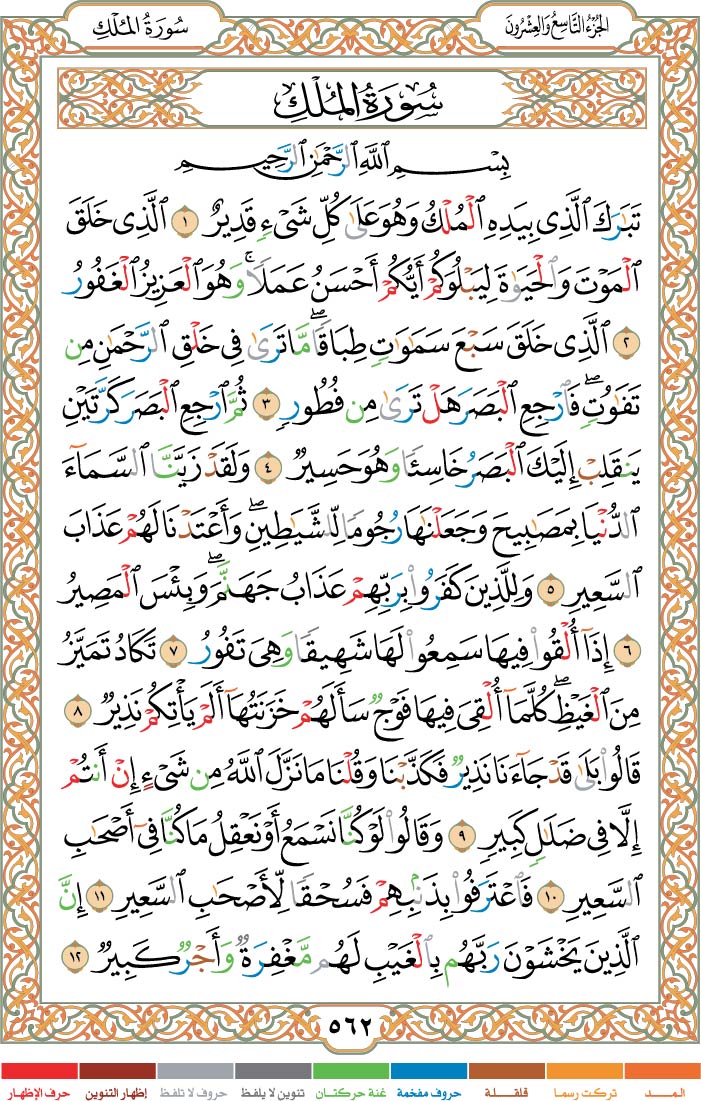 الجُزْءُ التَّاسِعُ وَالعِشْرُونَ
سُورَةُ المُلْكِ
سُورَةُ المُلْكِ
بِسْمِ ٱللَّهِ ٱلرَّحْمَٰنِ ٱلرَّحِيمِ
تَبَٰرَكَ ٱلَّذِى بِيَدِهِ ٱلْمُلْكُ وَهُوَ عَلَىٰ كُلِّ شَىْءٍ قَدِيرٌ ١ ٱلَّذِى خَلَقَ
ٱلْمَوْتَ وَٱلْحَيَوٰةَ لِيَبْلُوَكُمْ أَيُّكُمْ أَحْسَنُ عَمَلًا ۚ وَهُوَ ٱلْعَزِيزُ ٱلْغَفُورُ
٢ ٱلَّذِى خَلَقَ سَبْعَ سَمَٰوَٰتٍ طِبَاقًا ۖ مَّا تَرَىٰ فِى خَلْقِ ٱلرَّحْمَٰنِ مِن
تَفَٰوُتٍ ۖ فَٱرْجِعِ ٱلْبَصَرَ هَلْ تَرَىٰ مِن فُطُورٍ ٣ ثُمَّ ٱرْجِعِ ٱلْبَصَرَ كَرَّتَيْنِ
يَنقَلِبْ إِلَيْكَ ٱلْبَصَرُ خَاسِئًا وَهُوَ حَسِيرٌ ٤ وَلَقَدْ زَيَّنَّا ٱلسَّمَآءَ
ٱلدُّنْيَا بِمَصَٰبِيحَ وَجَعَلْنَٰهَا رُجُومًا لِّلشَّيَٰطِينِ ۖ وَأَعْتَدْنَا لَهُمْ عَذَابَ
ٱلسَّعِيرِ ٥ وَلِلَّذِينَ كَفَرُوا۟ بِرَبِّهِمْ عَذَابُ جَهَنَّمَ ۖ وَبِئْسَ ٱلْمَصِيرُ
٦ إِذَآ أُلْقُوا۟ فِيهَا سَمِعُوا۟ لَهَا شَهِيقًا وَهِىَ تَفُورُ ٧ تَكَادُ تَمَيَّزُ
مِنَ ٱلْغَيْظِ ۖ كُلَّمَآ أُلْقِىَ فِيهَا فَوْجٌ سَأَلَهُمْ خَزَنَتُهَآ أَلَمْ يَأْتِكُمْ نَذِيرٌ ٨
قَالُوا۟ بَلَىٰ قَدْ جَآءَنَا نَذِيرٌ فَكَذَّبْنَا وَقُلْنَا مَا نَزَّلَ ٱللَّهُ مِن شَىْءٍ إِنْ أَنتُمْ
إِلَّا فِى ضَلَٰلٍ كَبِيرٍ ٩ وَقَالُوا۟ لَوْ كُنَّا نَسْمَعُ أَوْ نَعْقِلُ مَا كُنَّا فِىٓ أَصْحَٰبِ
ٱلسَّعِيرِ ١٠ فَٱعْتَرَفُوا۟ بِذَنۢبِهِمْ فَسُحْقًا لِّأَصْحَٰبِ ٱلسَّعِيرِ ١١ إِنَّ
ٱلَّذِينَ يَخْشَوْنَ رَبَّهُم بِٱلْغَيْبِ لَهُم مَّغْفِرَةٌ وَأَجْرٌ كَبِيرٌ ١٢
٥٦٢
المـــد تركت رسما قلقـــلة حروف مفخمة غنة حركتان تنوين لا يلفظ حروف لا تلفظ إظهار التنوين حرف الإظهار